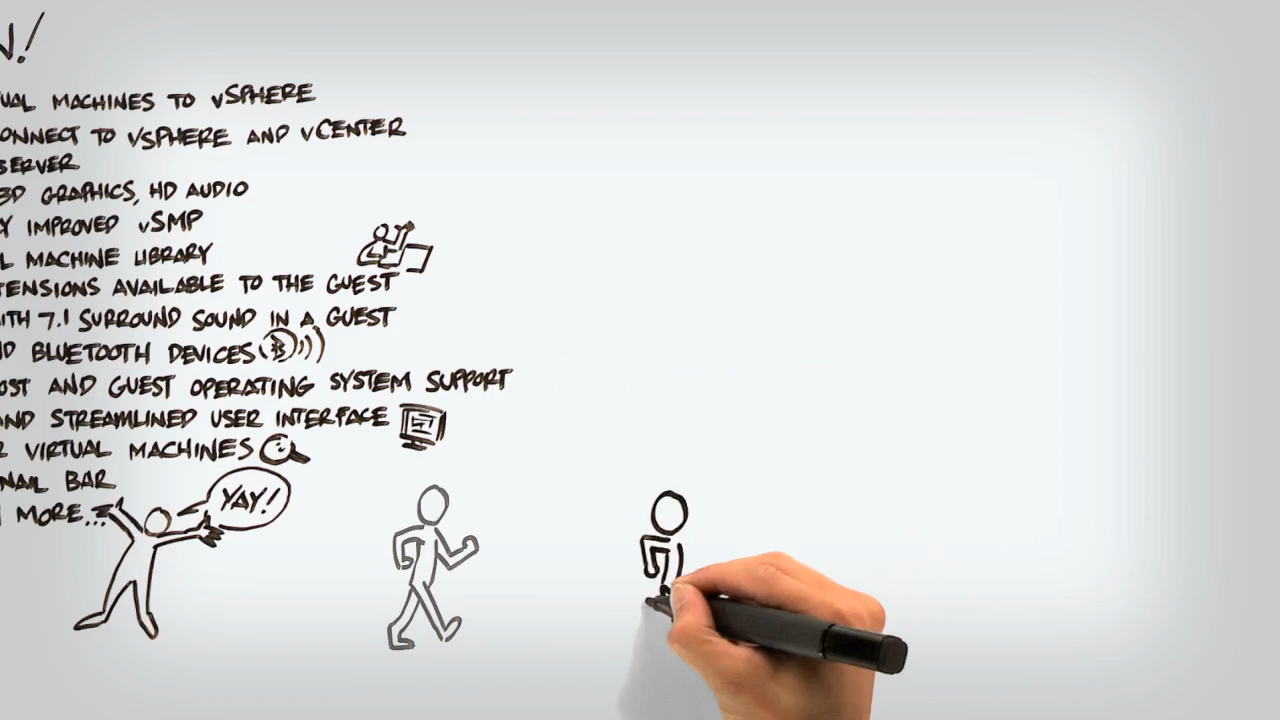 N!
UAL MACHINES TO vSPHERE
ONNECT TO VSPHERE AND vCENTER
SERVER
3D GRAPHICS, HD AUDIO
Y IMPROVED vSMP
L MACHINE LIBRARY
TENSIONS AVAILABLE TO THE GUEST
ITH 7.1 SURROUND SOUND IN A GUEST
ND BLUETOOTH DEVICES
OST AND GUEST OPERATING SYSTEM SUPPORT
AND STREAMLINED USER INTERFACE
R VIRTUAL MACHINES
NAIL BAR
MORE...
YAY!